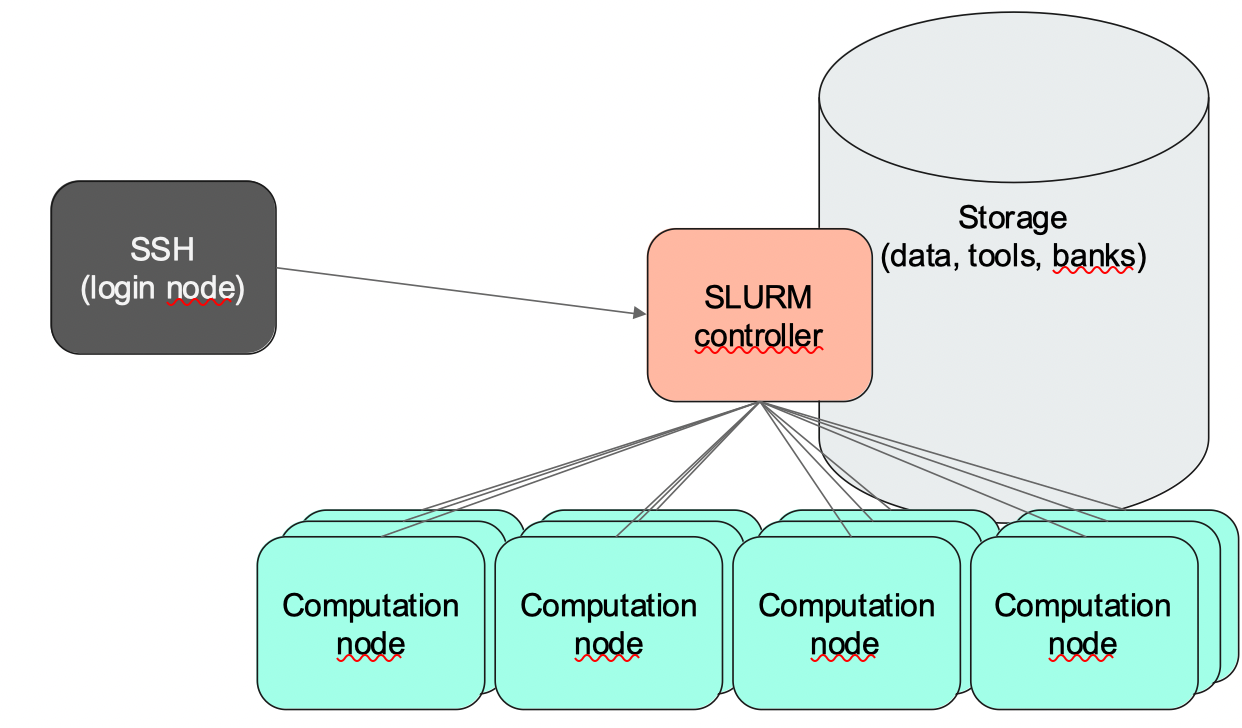 Storage
(data, tools, banks)
SSH
(login node)
SLURM
controller
Computation
node
Computation
node
Computation
node
Computation
node